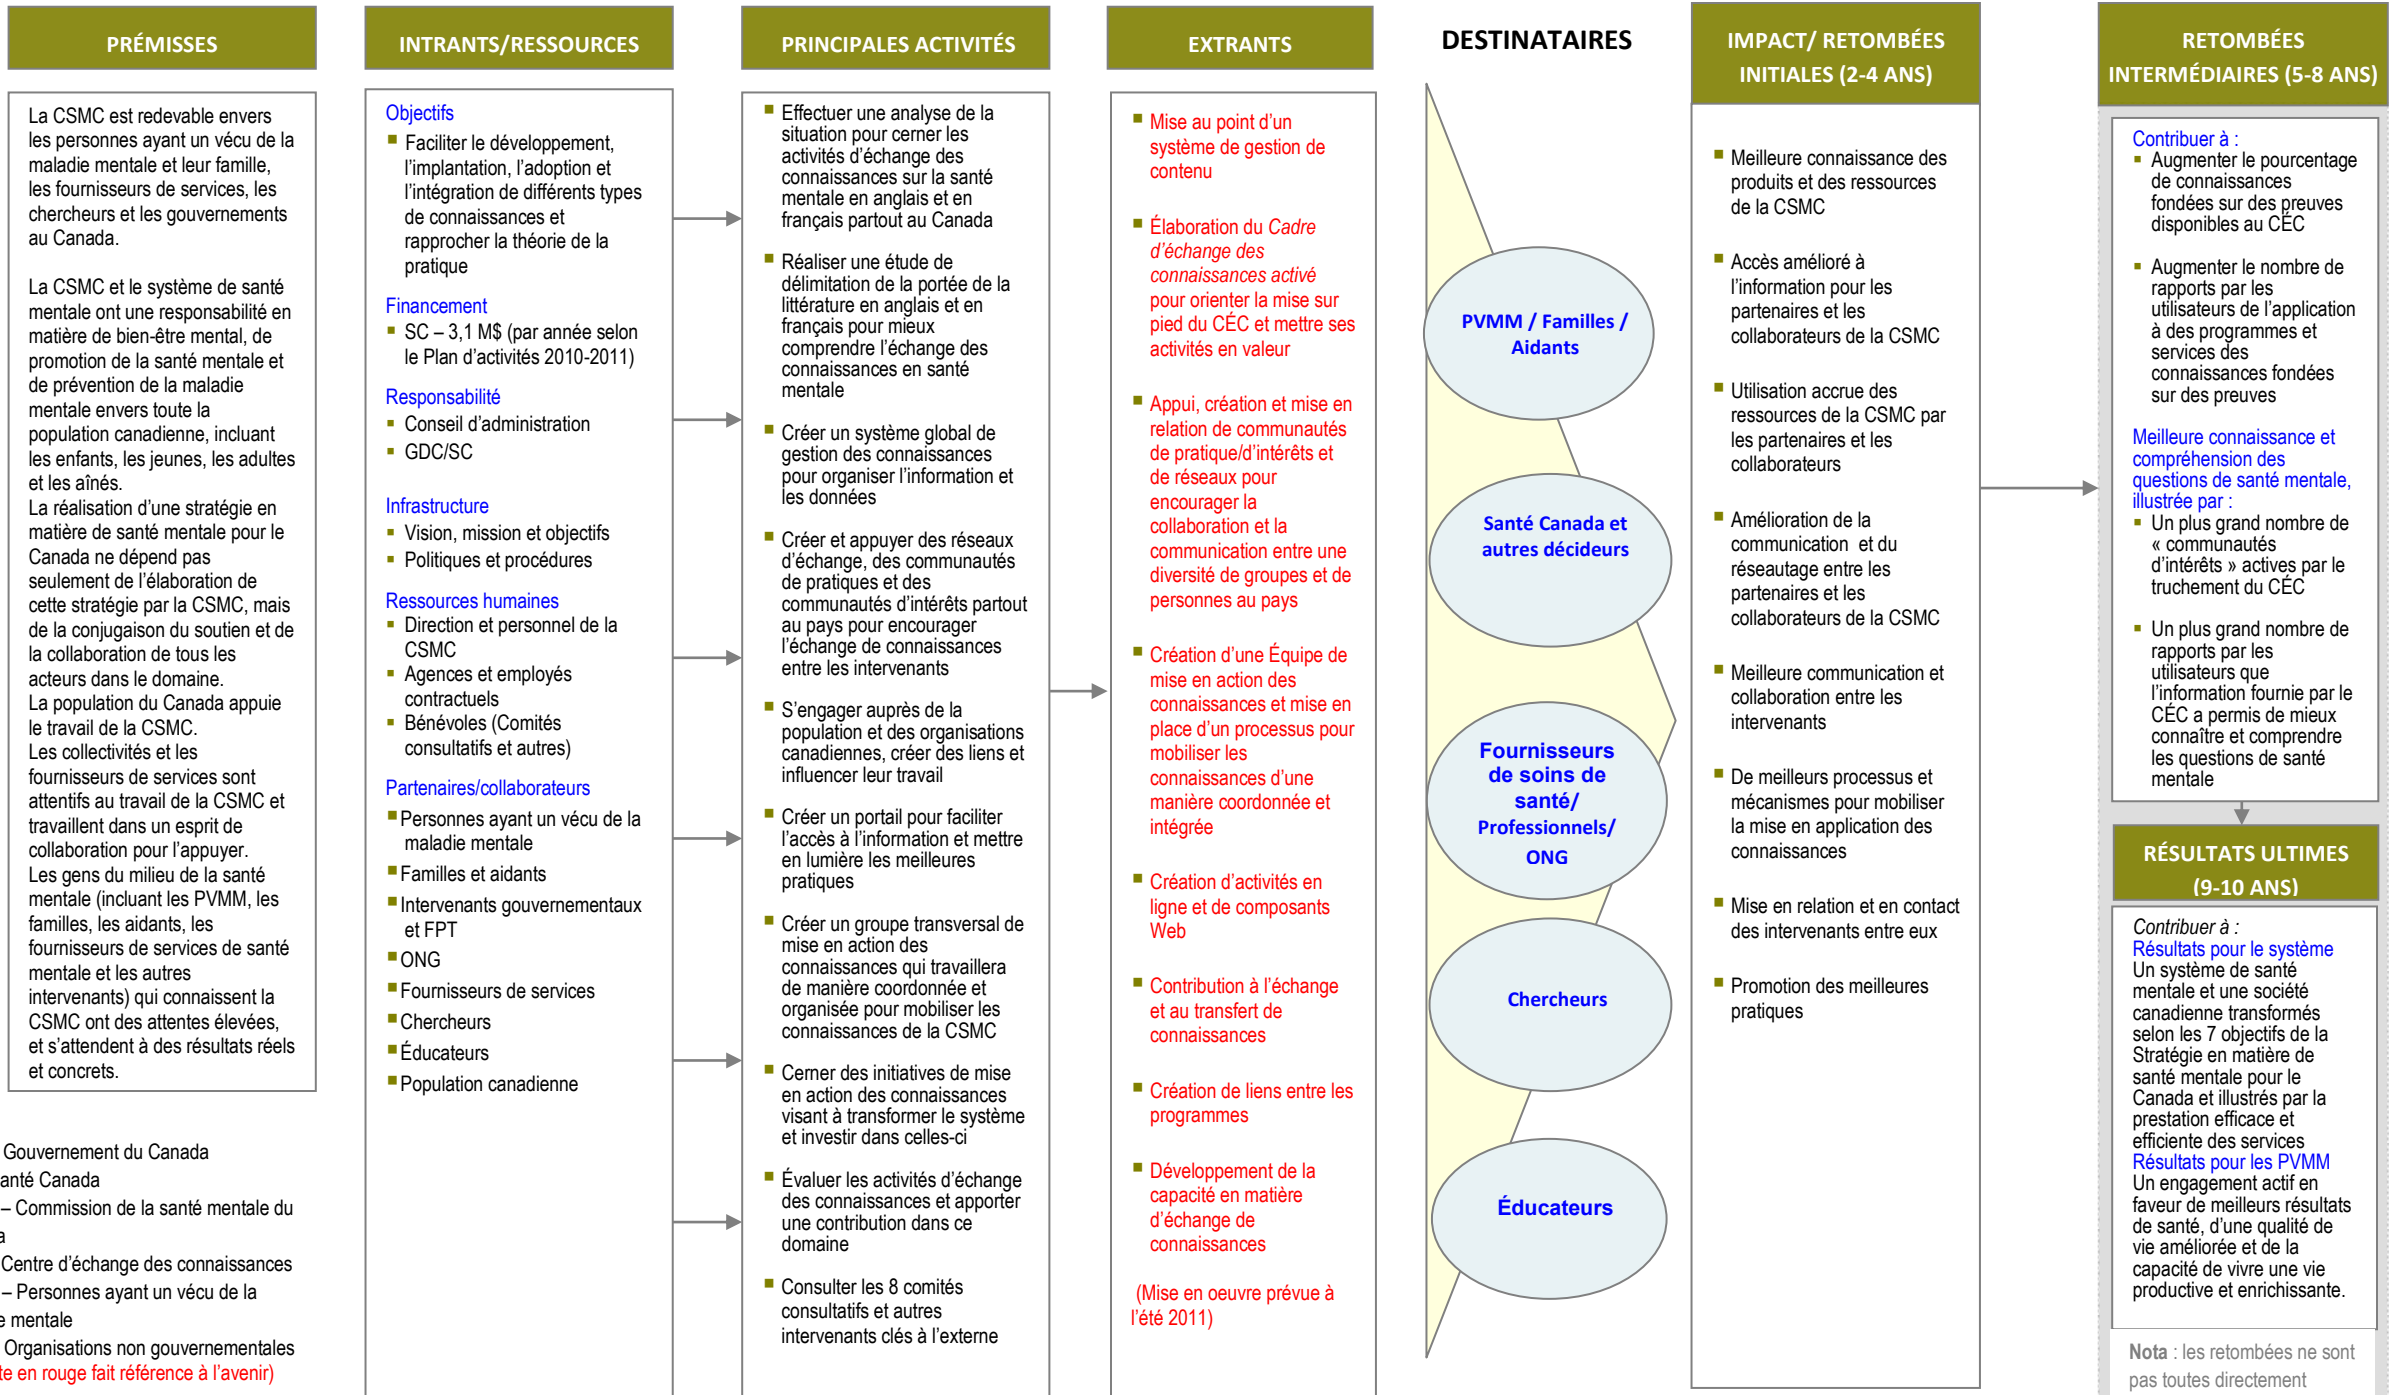 PRÉMISSES
La CSMC est redevable envers
les personnes ayant un vécu de la
maladie mentale et leur famille,
les fournisseurs de services, les
chercheurs et les gouvernements
au Canada.
La CSMC et le système de santé
mentale ont une responsabilité en
matière de bien-être mental, de
promotion de la santé mentale et
de prévention de la maladie
mentale envers toute la
population canadienne, incluant
les enfants, les jeunes, les adultes
et les aînés.
La réalisation d’une stratégie en
matière de santé mentale pour le
Canada ne dépend pas
seulement de l’élaboration de
cette stratégie par la CSMC, mais
de la conjugaison du soutien et de
la collaboration de tous les
acteurs dans le domaine.
La population du Canada appuie
le travail de la CSMC.
Les collectivités et les
fournisseurs de services sont
attentifs au travail de la CSMC et
travaillent dans un esprit de
collaboration pour l’appuyer.
Les gens du milieu de la santé
mentale (incluant les PVMM, les
familles, les aidants, les
fournisseurs de services de santé
mentale et les autres
intervenants) qui connaissent la
CSMC ont des attentes élevées,
et s’attendent à des résultats réels
et concrets.
Gouvernement du Canada
anté Canada
– Commission de la santé mentale du
a
Centre d’échange des connaissances
– Personnes ayant un vécu de la
e mentale
Organisations non gouvernementales
te en rouge fait référence à l’avenir)
INTRANTS/RESSOURCES
Objectifs
▪ Faciliter le développement,
l’implantation, l’adoption et
l’intégration de différents types
de connaissances et
rapprocher la théorie de la
pratique
Financement
▪ SC – 3,1 M$ (par année selon
le Plan d’activités 2010-2011)
Responsabilité
▪ Conseil d’administration
▪ GDC/SC
Infrastructure
▪ Vision, mission et objectifs
▪ Politiques et procédures
Ressources humaines
▪ Direction et personnel de la
CSMC
▪ Agences et employés
contractuels
▪ Bénévoles (Comités
consultatifs et autres)
Partenaires/collaborateurs
▪ Personnes ayant un vécu de la
maladie mentale
▪ Familles et aidants
▪ Intervenants gouvernementaux
et FPT
▪ ONG
▪ Fournisseurs de services
▪ Chercheurs
▪ Éducateurs
▪ Population canadienne
PRINCIPALES ACTIVITÉS
▪ Effectuer une analyse de la
situation pour cerner les
activités d’échange des
connaissances sur la santé
mentale en anglais et en
français partout au Canada
▪ Réaliser une étude de
délimitation de la portée de la
littérature en anglais et en
français pour mieux
comprendre l’échange des
connaissances en santé
mentale
▪ Créer un système global de
gestion des connaissances
pour organiser l’information et
les données
▪ Créer et appuyer des réseaux
d’échange, des communautés
de pratiques et des
communautés d’intérêts partout
au pays pour encourager
l’échange de connaissances
entre les intervenants
▪ S’engager auprès de la
population et des organisations
canadiennes, créer des liens et
influencer leur travail
▪ Créer un portail pour faciliter
l’accès à l’information et mettre
en lumière les meilleures
pratiques
▪ Créer un groupe transversal de
mise en action des
connaissances qui travaillera
de manière coordonnée et
organisée pour mobiliser les
connaissances de la CSMC
▪ Cerner des initiatives de mise
en action des connaissances
visant à transformer le système
et investir dans celles-ci
▪ Évaluer les activités d’échange
des connaissances et apporter
une contribution dans ce
domaine
▪ Consulter les 8 comités
consultatifs et autres
intervenants clés à l’externe
EXTRANTS
▪ Mise au point d’un
système de gestion de
contenu
▪ Élaboration du Cadre
d’échange des
connaissances activé
pour orienter la mise sur
pied du CÉC et mettre ses
activités en valeur
▪ Appui, création et mise en
relation de communautés
de pratique/d’intérêts et
de réseaux pour
encourager la
collaboration et la
communication entre une
diversité de groupes et de
personnes au pays
▪ Création d’une Équipe de
mise en action des
connaissances et mise en
place d’un processus pour
mobiliser les
connaissances d’une
manière coordonnée et
intégrée
▪ Création d’activités en
ligne et de composants
Web
▪ Contribution à l’échange
et au transfert de
connaissances
▪ Création de liens entre les
programmes
▪ Développement de la
capacité en matière
d’échange de
connaissances
(Mise en oeuvre prévue à
l’été 2011)
DESTINATAIRES
PVMM / Familles /
Aidants
Santé Canada et
autres décideurs
Fournisseurs
de soins de
santé/
Professionnels/
ONG
Chercheurs
Éducateurs
IMPACT/ RETOMBÉES
INITIALES (2-4 ANS)
▪ Meilleure connaissance des
produits et des ressources
de la CSMC
▪ Accès amélioré à
l’information pour les
partenaires et les
collaborateurs de la CSMC
▪ Utilisation accrue des
ressources de la CSMC par
les partenaires et les
collaborateurs
▪ Amélioration de la
communication et du
réseautage entre les
partenaires et les
collaborateurs de la CSMC
▪ Meilleure communication et
collaboration entre les
intervenants
▪ De meilleurs processus et
mécanismes pour mobiliser
la mise en application des
connaissances
▪ Mise en relation et en contact
des intervenants entre eux
▪ Promotion des meilleures
pratiques
RETOMBÉES
INTERMÉDIAIRES (5-8 ANS)
Contribuer à :
▪ Augmenter le pourcentage
de connaissances
fondées sur des preuves
disponibles au CÉC
▪ Augmenter le nombre de
rapports par les
utilisateurs de l’application
à des programmes et
services des
connaissances fondées
sur des preuves
Meilleure connaissance et
compréhension des
questions de santé mentale,
illustrée par :
▪ Un plus grand nombre de
« communautés
d’intérêts » actives par le
truchement du CÉC
▪ Un plus grand nombre de
rapports par les
utilisateurs que
l’information fournie par le
CÉC a permis de mieux
connaître et comprendre
les questions de santé
mentale
RÉSULTATS ULTIMES
(9-10 ANS)
Contribuer à :
Résultats pour le système
Un système de santé
mentale et une société
canadienne transformés
selon les 7 objectifs de la
Stratégie en matière de
santé mentale pour le
Canada et illustrés par la
prestation efficace et
efficiente des services
Résultats pour les PVMM
Un engagement actif en
faveur de meilleurs résultats
de santé, d’une qualité de
vie améliorée et de la
capacité de vivre une vie
productive et enrichissante.
Nota : les retombées ne sont
pas toutes directement